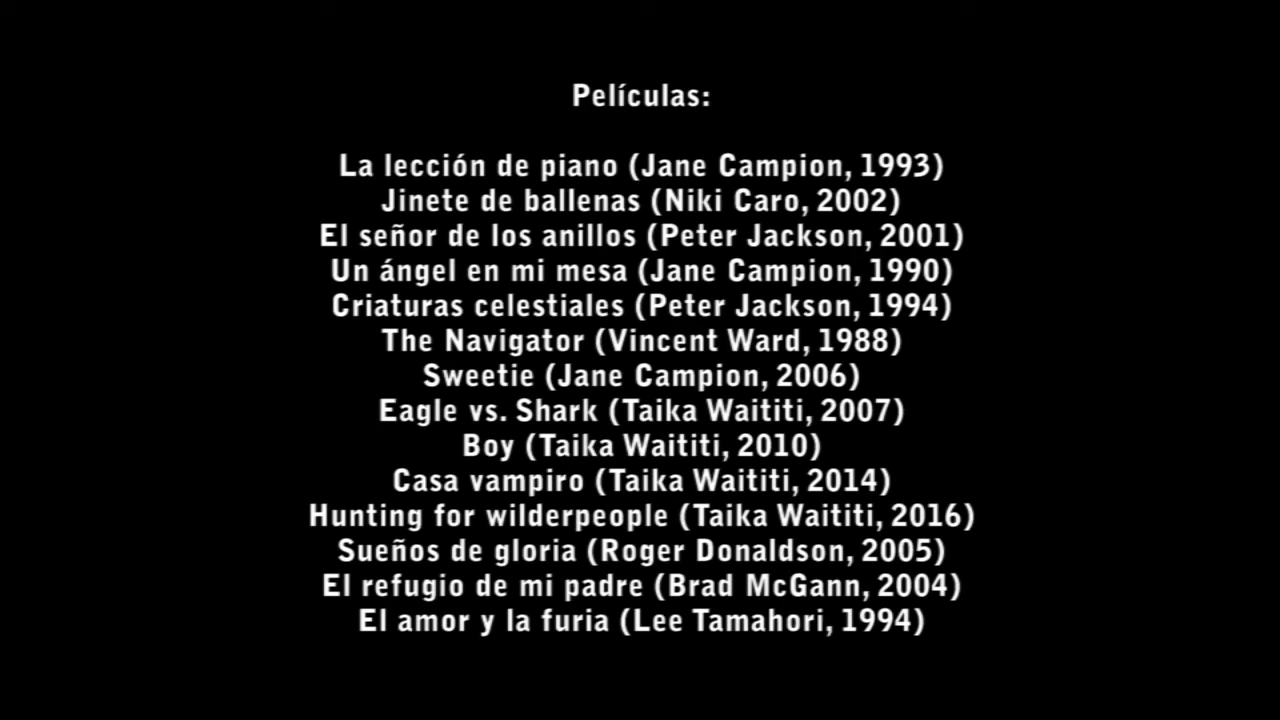 Películas:
La lección de piano (Jane Campion, 1993)
Jinete de ballenas (Niki Caro, 2002)
El señor de los anillos (Peter Jackson, 2001)
Un ángel en mi mesa (Jane Campion, 1990)
Criaturas celestiales (Peter Jackson, 1994)
The Navigator (Vincent Ward, 1988)
Sweetie (Jane Campion, 2006)
Eagle vs. Shark (Taika Waititi, 2007)
Boy (Taika Waititi, 2010)
Casa vampiro (Taika Waititi, 2014)
Hunting for wilderpeople (Taika Waititi, 2016)
Sueños de gloria (Roger Donaldson, 2005)
El refugio de mi padre (Brad McGann, 2004)
El amor y la furia (Lee Tamahori, 1994)